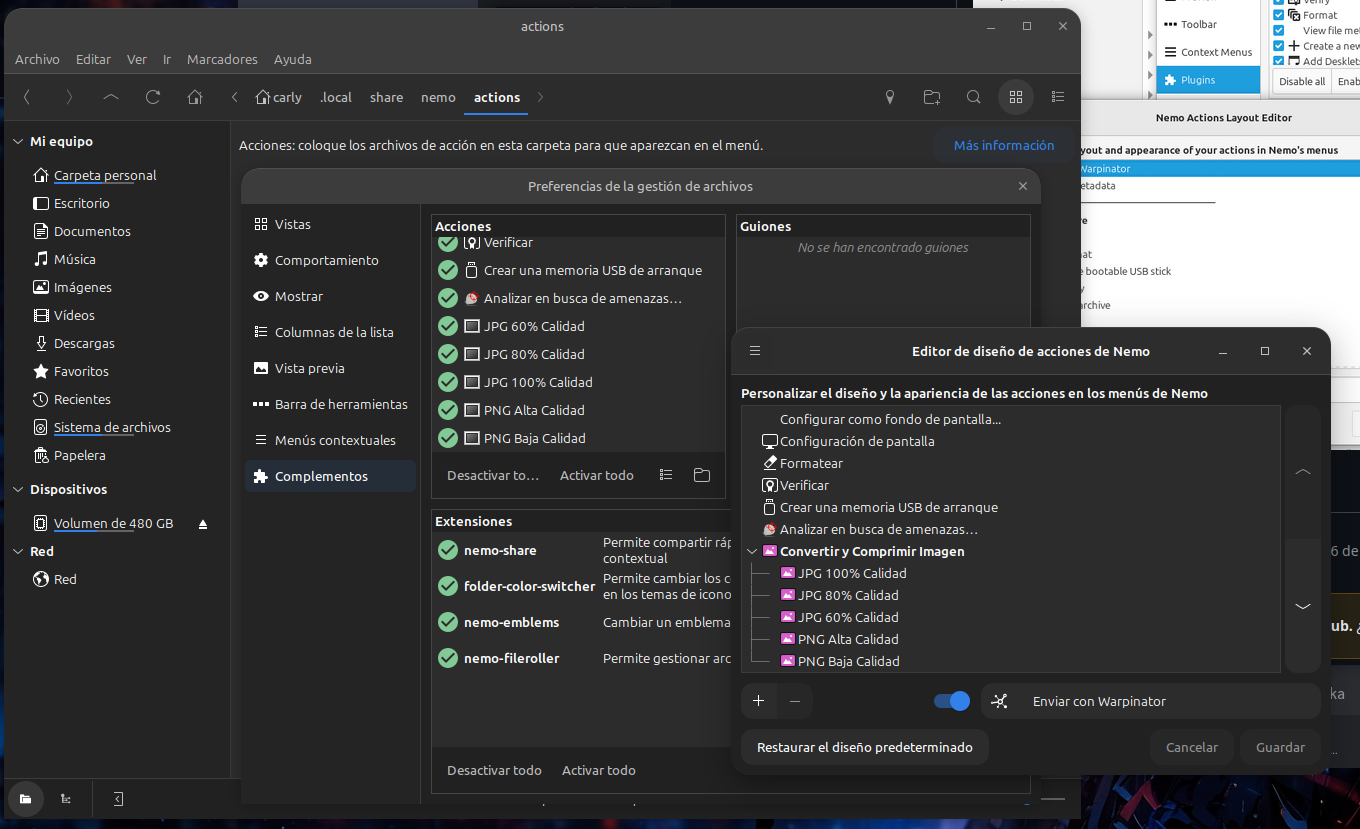 actions
Archivo Editar Ver Ir Marcadores Ayuda
carly .local share nemo actions
Mi equipo
Carpeta personal
Escritorio
Documentos
Música
Imágenes
Vídeos
Descargas
Favoritos
Recientes
Sistema de archivos
Papelera
Dispositivos
Volumen de 480 GB
Red
Red
Acciones: coloque los archivos de acción en esta carpeta para que aparezcan en el menú.
Más información
Preferencias de la gestión de archivos
Vistas
Comportamiento
Mostrar
Columnas de la lista
Vista previa
Barra de herramientas
Menús contextuales
Complementos
Acciones
Verificar
Crear una memoria USB de arranque
Analizar en busca de amenazas...
JPG 60% Calidad
JPG 80% Calidad
JPG 100% Calidad
PNG Alta Calidad
PNG Baja Calidad
Desactivar to... Activar todo
Guiones
No se han encontrado guiones
Extensiones
nemo-share Permite compartir ráp
contextual
folder-color-switcher Permite cambiar los c
en los temas de icono
nemo-emblems Cambiar un emblema
nemo-fileroller Permite gestionar arc
Desactivar todo Activar todo
Editor de diseño de acciones de Nemo
Personalizar el diseño y la apariencia de las acciones en los menús de Nemo
Configurar como fondo de pantalla...
Configuración de pantalla
Formatear
Verificar
Crear una memoria USB de arranque
Analizar en busca de amenazas...
Convertir y Comprimir Imagen
JPG 100% Calidad
JPG 80% Calidad
JPG 60% Calidad
PNG Alta Calidad
PNG Baja Calidad
Enviar con Warpinator
Restaurar el diseño predeterminado
Cancelar Guardar
Toolbar
Context Menus
Plugins
Verify
Format
View file me
Create a new
Add Desklets
Disable all Enab
Nemo Actions Layout Editor
yout and appearance of your actions in Nemo's menus
Warpinator
etadata
ve
nat
e bootable USB stick
y
archive
6 de
ub. ¿
ka